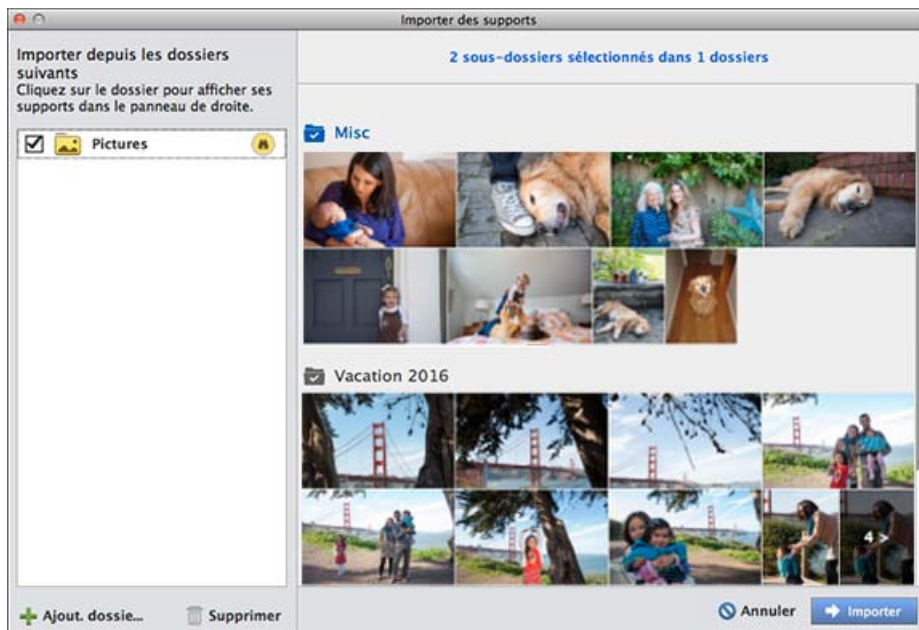 Importer des supports
Importer depuis les dossiers
suivants
Cliquez sur le dossier pour afficher ses
supports dans le panneau de droite.
Pictures
Ajout. dossie...
Supprimer
2 sous-dossiers sélectionnés dans 1 dossiers
Misc
Vacation 2016
4 >
Annuler
Importer